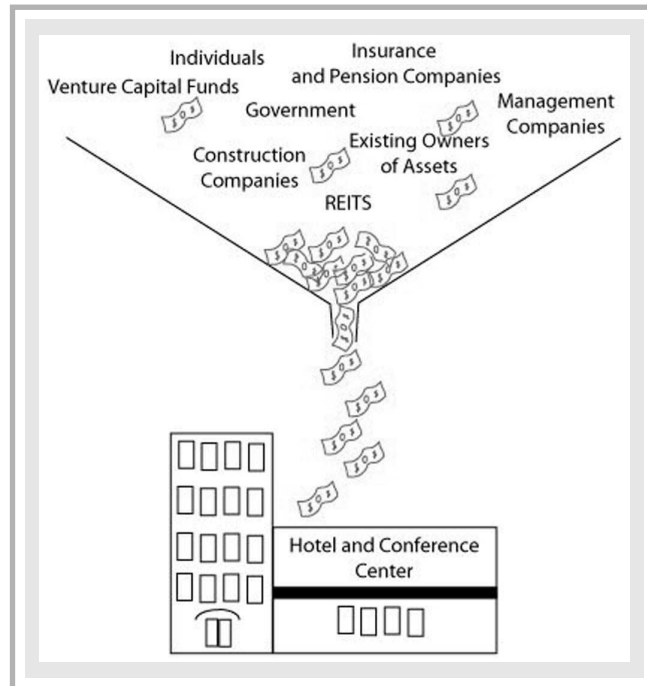 Individuals
Insurance
and Pension Companies
Venture Capital Funds
Government
Management
Companies
Construction
Companies
Existing Owners
of Assets
REITS
Hotel and Conference
Center